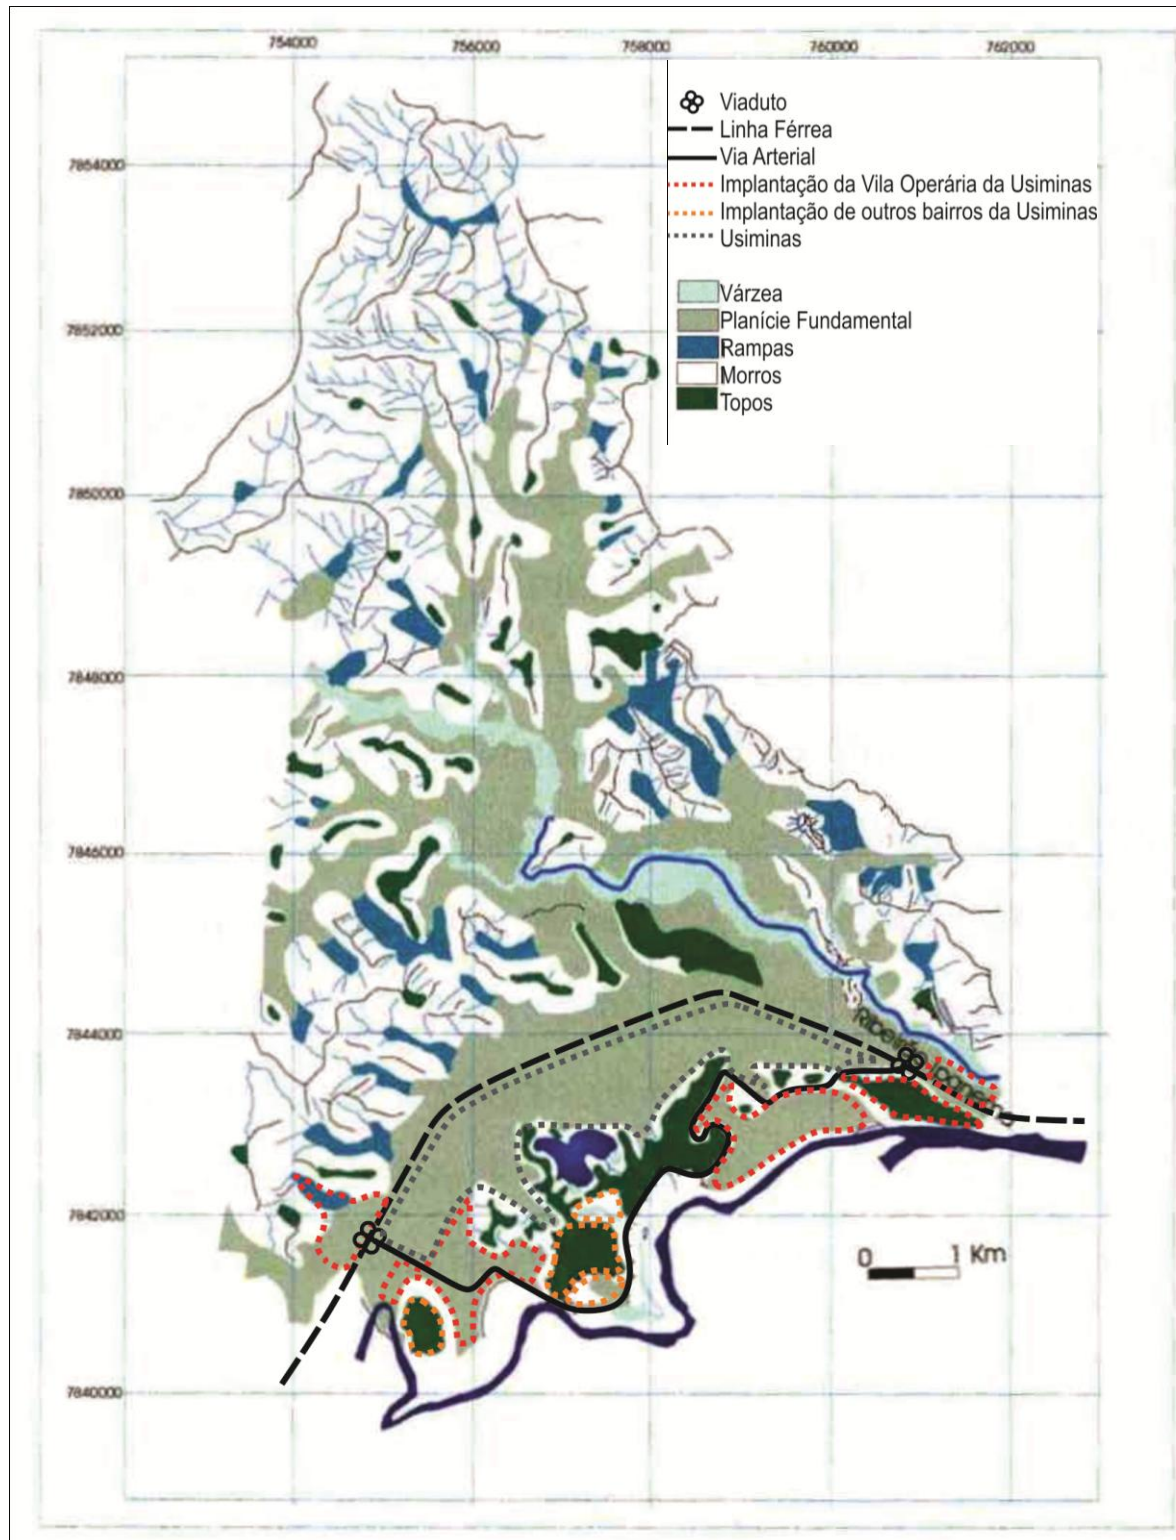 754000 756000 758000 760000 762000
Viaduto
Linha Férrea
Via Arterial
Implantação da Vila Operária da Usiminas
Implantação de outros bairros da Usiminas
Usiminas
Várzea
Planície Fundamental
Rampas
Morros
Topos
7854000
7852000
7850000
7848000
7846000
7844000
7842000
7840000
Ribeirão Ipanema
0 1 Km